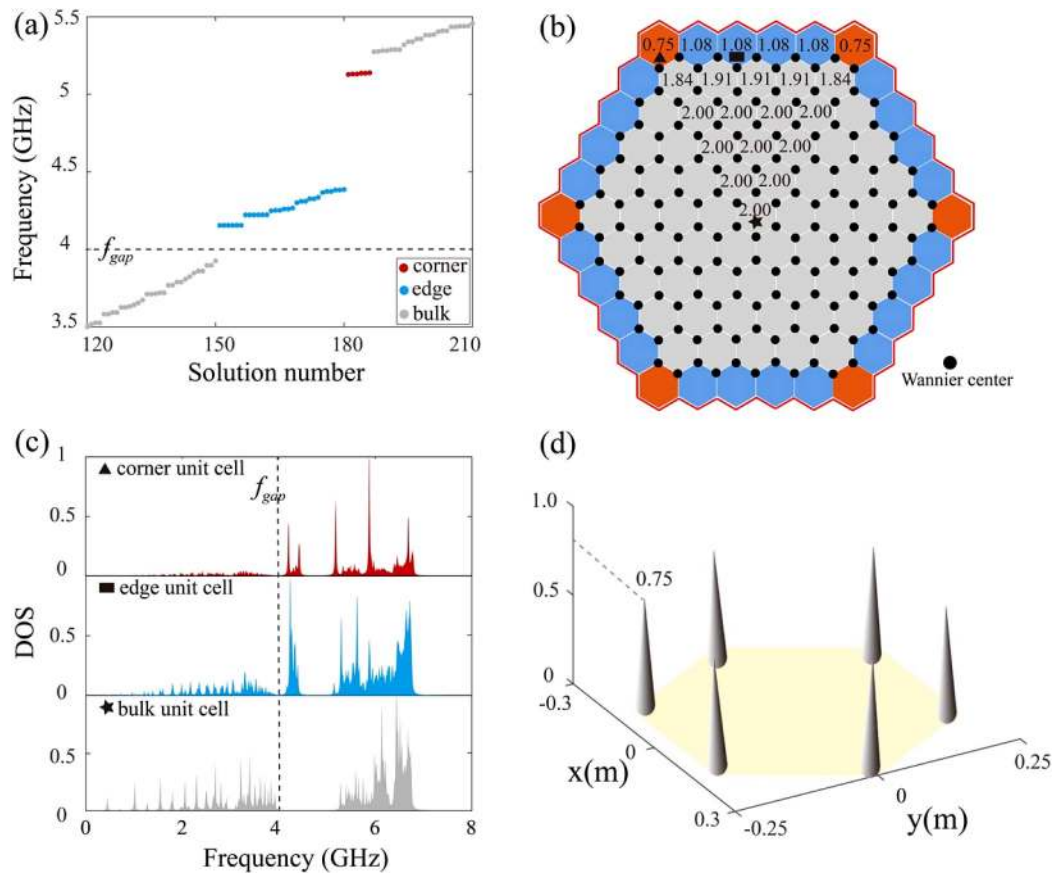 (a)
5.5
5
4.5
4
3.5
Frequency (GHz)
f_gap
corner
edge
bulk
120 150 180 210
Solution number
(b)
0.75 1.08 1.08 1.08 1.08 0.75
1.84 1.91 1.91 1.91 1.84
2.00 2.00 2.00 2.00
2.00 2.00 2.00
2.00 2.00
2.00
Wannier center
(c)
1
0.5
0
corner unit cell
f_gap
0.5
0
edge unit cell
0.5
0
bulk unit cell
DOS
0 2 4 6 8
Frequency (GHz)
(d)
1.0
0.5
0
0.75
-0.3
0
0.3
x(m)
-0.25
0
0.25
y(m)